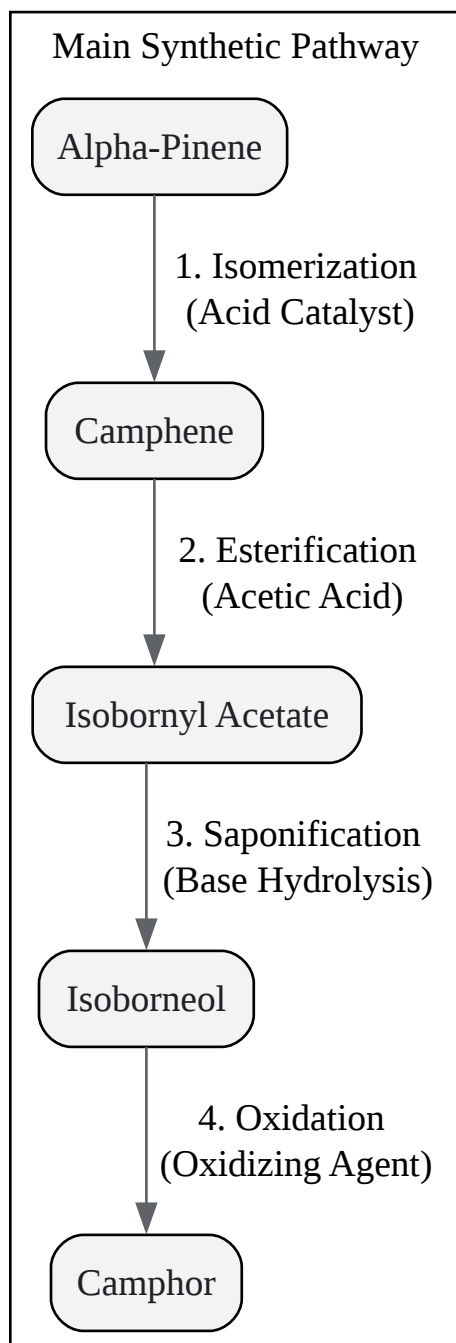 Main Synthetic Pathway
Alpha-Pinene
1. Isomerization
(Acid Catalyst)
Camphene
2. Esterification
(Acetic Acid)
Isobornyl Acetate
3. Saponification
(Base Hydrolysis)
Isoborneol
4. Oxidation
(Oxidizing Agent)
Camphor